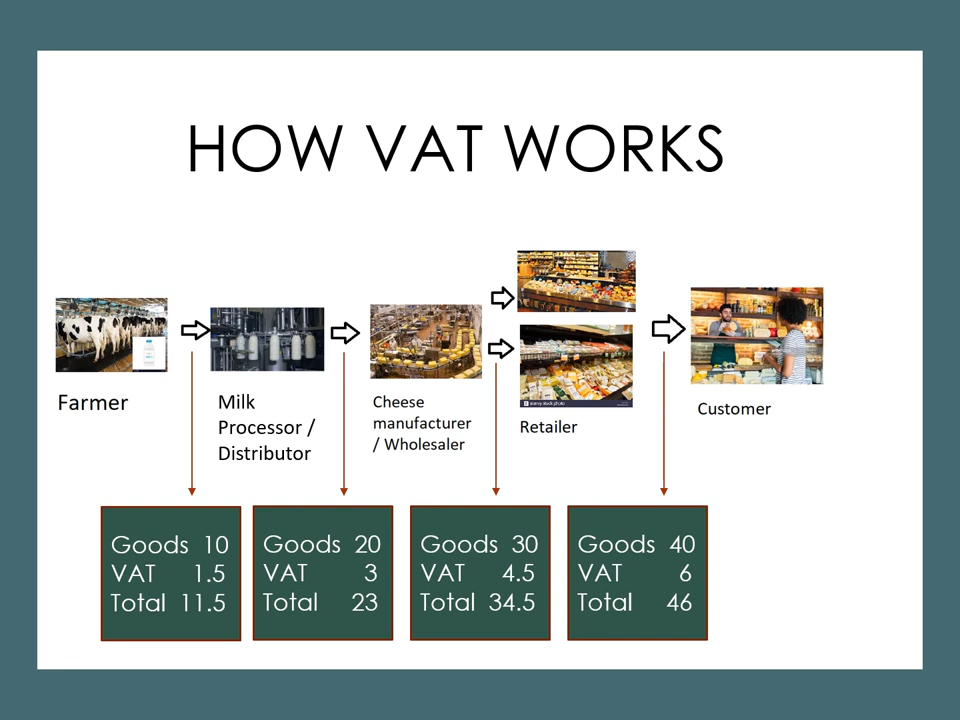 HOW VAT WORKS
Farmer
Milk
Processor /
Distributor
Cheese
manufacturer
/ Wholesaler
Retailer
Customer
Goods 10
VAT 1.5
Total 11.5
Goods 20
VAT 3
Total 23
Goods 30
VAT 4.5
Total 34.5
Goods 40
VAT 6
Total 46